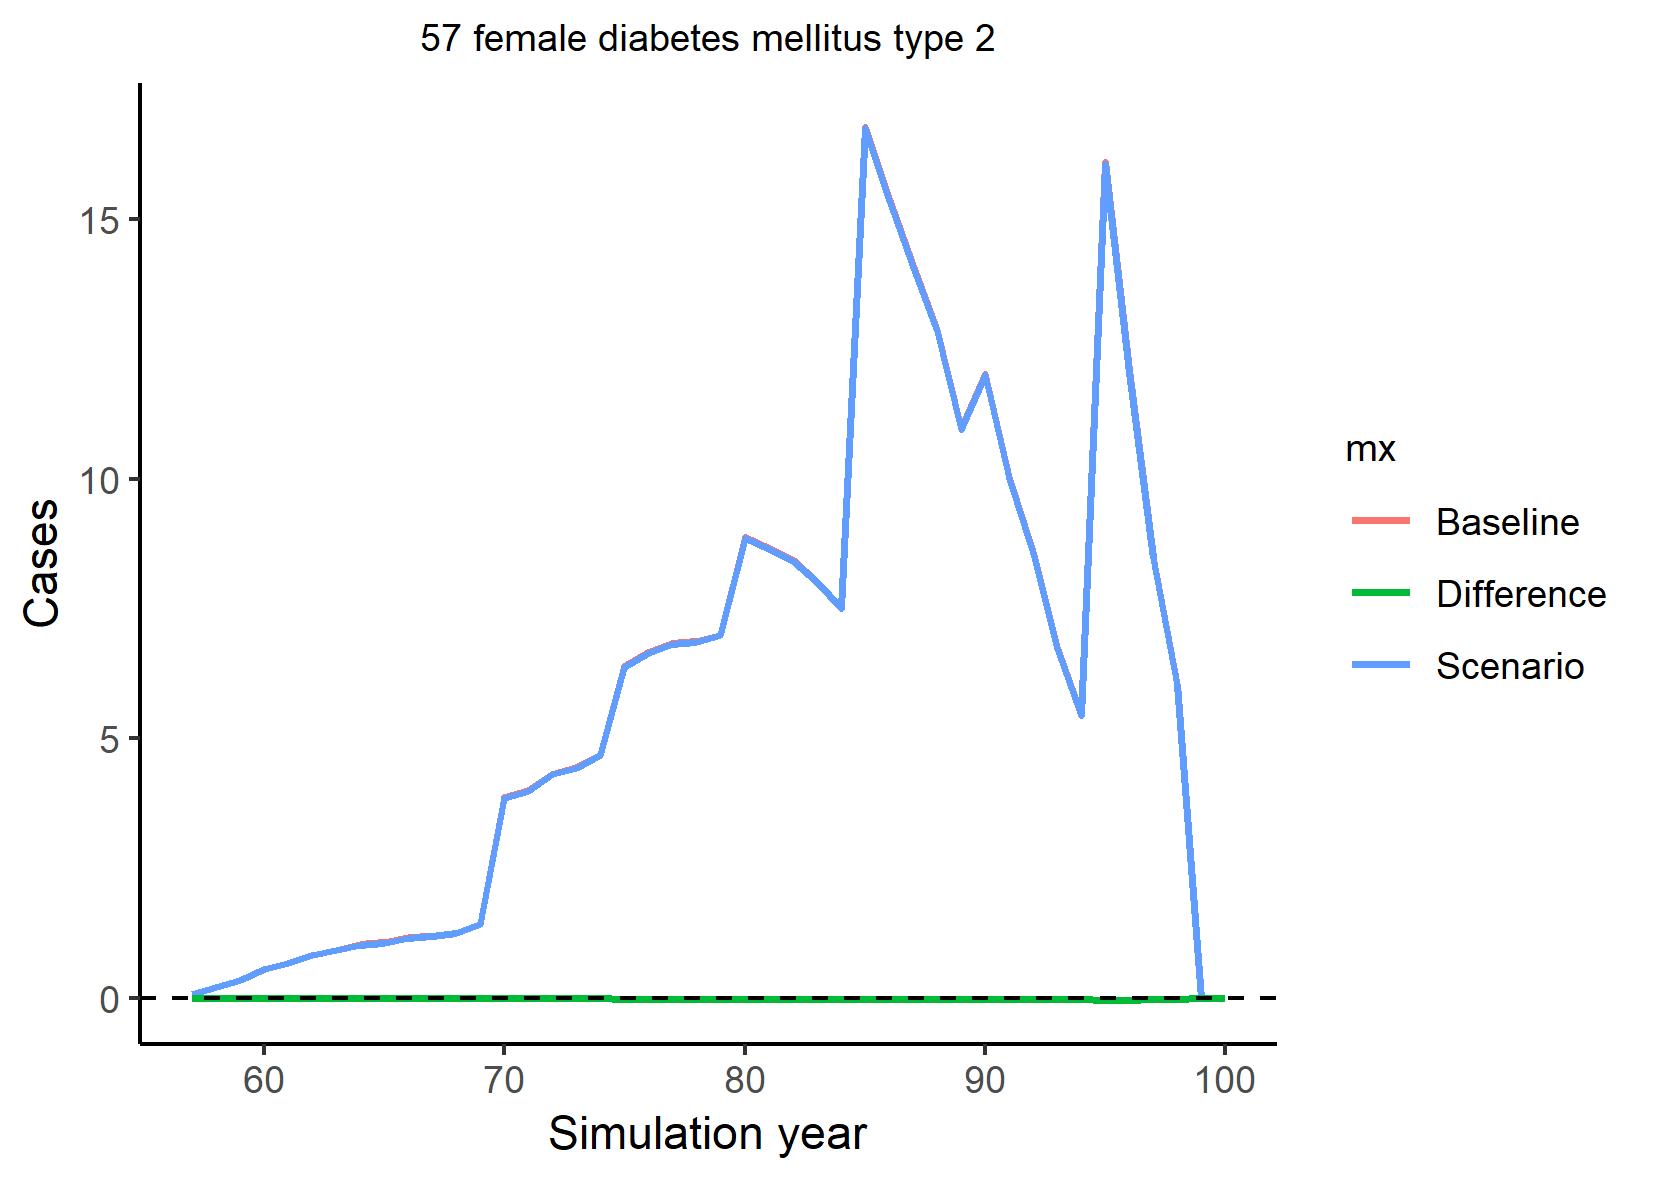 57 female diabetes mellitus type 2
Cases
15
10
5
0
60 70 80 90 100
Simulation year
mx
Baseline
Difference
Scenario